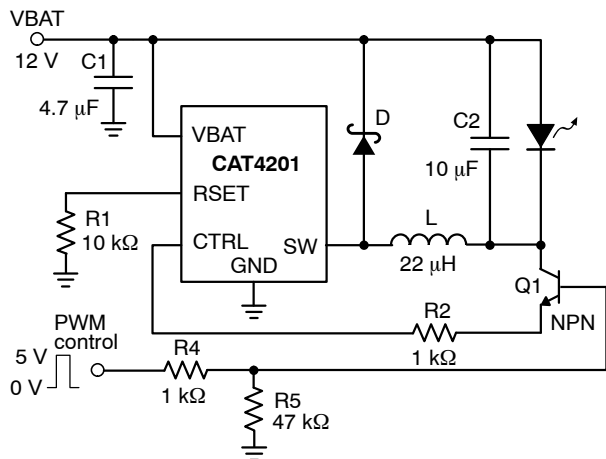 VBAT
12 V
C1
4.7 µF
VBAT
CAT4201
RSET
CTRL
SW
GND
D
C2
10 µF
L
22 µH
R1
10 kΩ
Q1
NPN
R2
1 kΩ
PWM
control
5 V
0 V
R4
1 kΩ
R5
47 kΩ